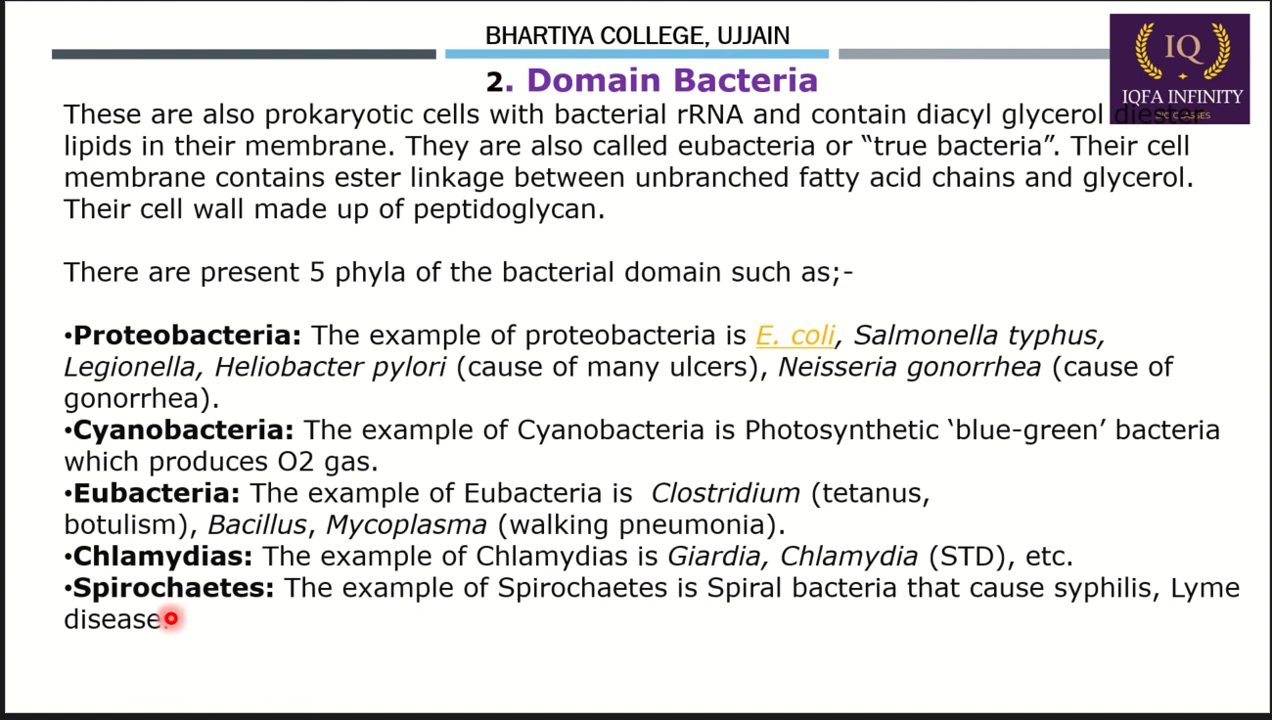 BHARTIYA COLLEGE, UJJAIN
IQ
IQFA INFINITY
CLASSES
2. Domain Bacteria
These are also prokaryotic cells with bacterial rRNA and contain diacyl glycerol diester
lipids in their membrane. They are also called eubacteria or “true bacteria”. Their cell
membrane contains ester linkage between unbranched fatty acid chains and glycerol.
Their cell wall made up of peptidoglycan.
There are present 5 phyla of the bacterial domain such as;-
•Proteobacteria: The example of proteobacteria is E. coli, Salmonella typhus,
Legionella, Heliobacter pylori (cause of many ulcers), Neisseria gonorrhea (cause of
gonorrhea).
•Cyanobacteria: The example of Cyanobacteria is Photosynthetic ‘blue-green’ bacteria
which produces O2 gas.
•Eubacteria: The example of Eubacteria is Clostridium (tetanus,
botulism), Bacillus, Mycoplasma (walking pneumonia).
•Chlamydias: The example of Chlamydias is Giardia, Chlamydia (STD), etc.
•Spirochaetes: The example of Spirochaetes is Spiral bacteria that cause syphilis, Lyme
disease.